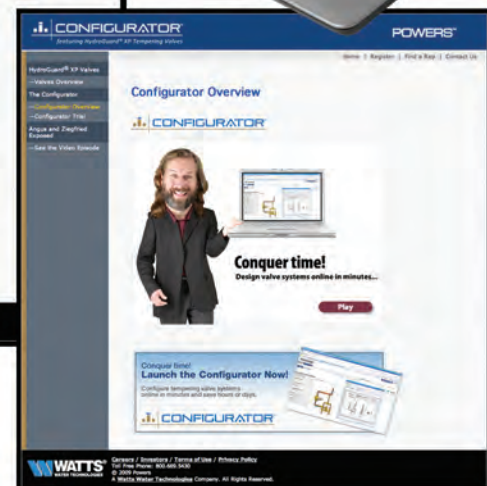 CONFIGURATOR
featuring HydroGuard® XP Tempering Valves
POWERS™
Home | Register | Find a Rep | Contact Us
HydroGuard® XP Valves
—Valves Overview
The Configurator
—Configurator Overview
—Configurator Trial
Angus and Ziegfried
Exposed
—See the Video Episode
Configurator Overview
CONFIGURATOR
Conquer time!
Design valve systems online in minutes...
Play
Conquer time!
Launch the Configurator Now!
Configure tempering valve systems
online in minutes and save hours or days.
CONFIGURATOR
WATTS®
WATER TECHNOLOGIES
Careers / Investors / Terms of Use / Privacy Policy
Toll Free Phone: 800.669.5430
© 2009 Powers
A Watts Water Technologies Company. All Rights Reserved.